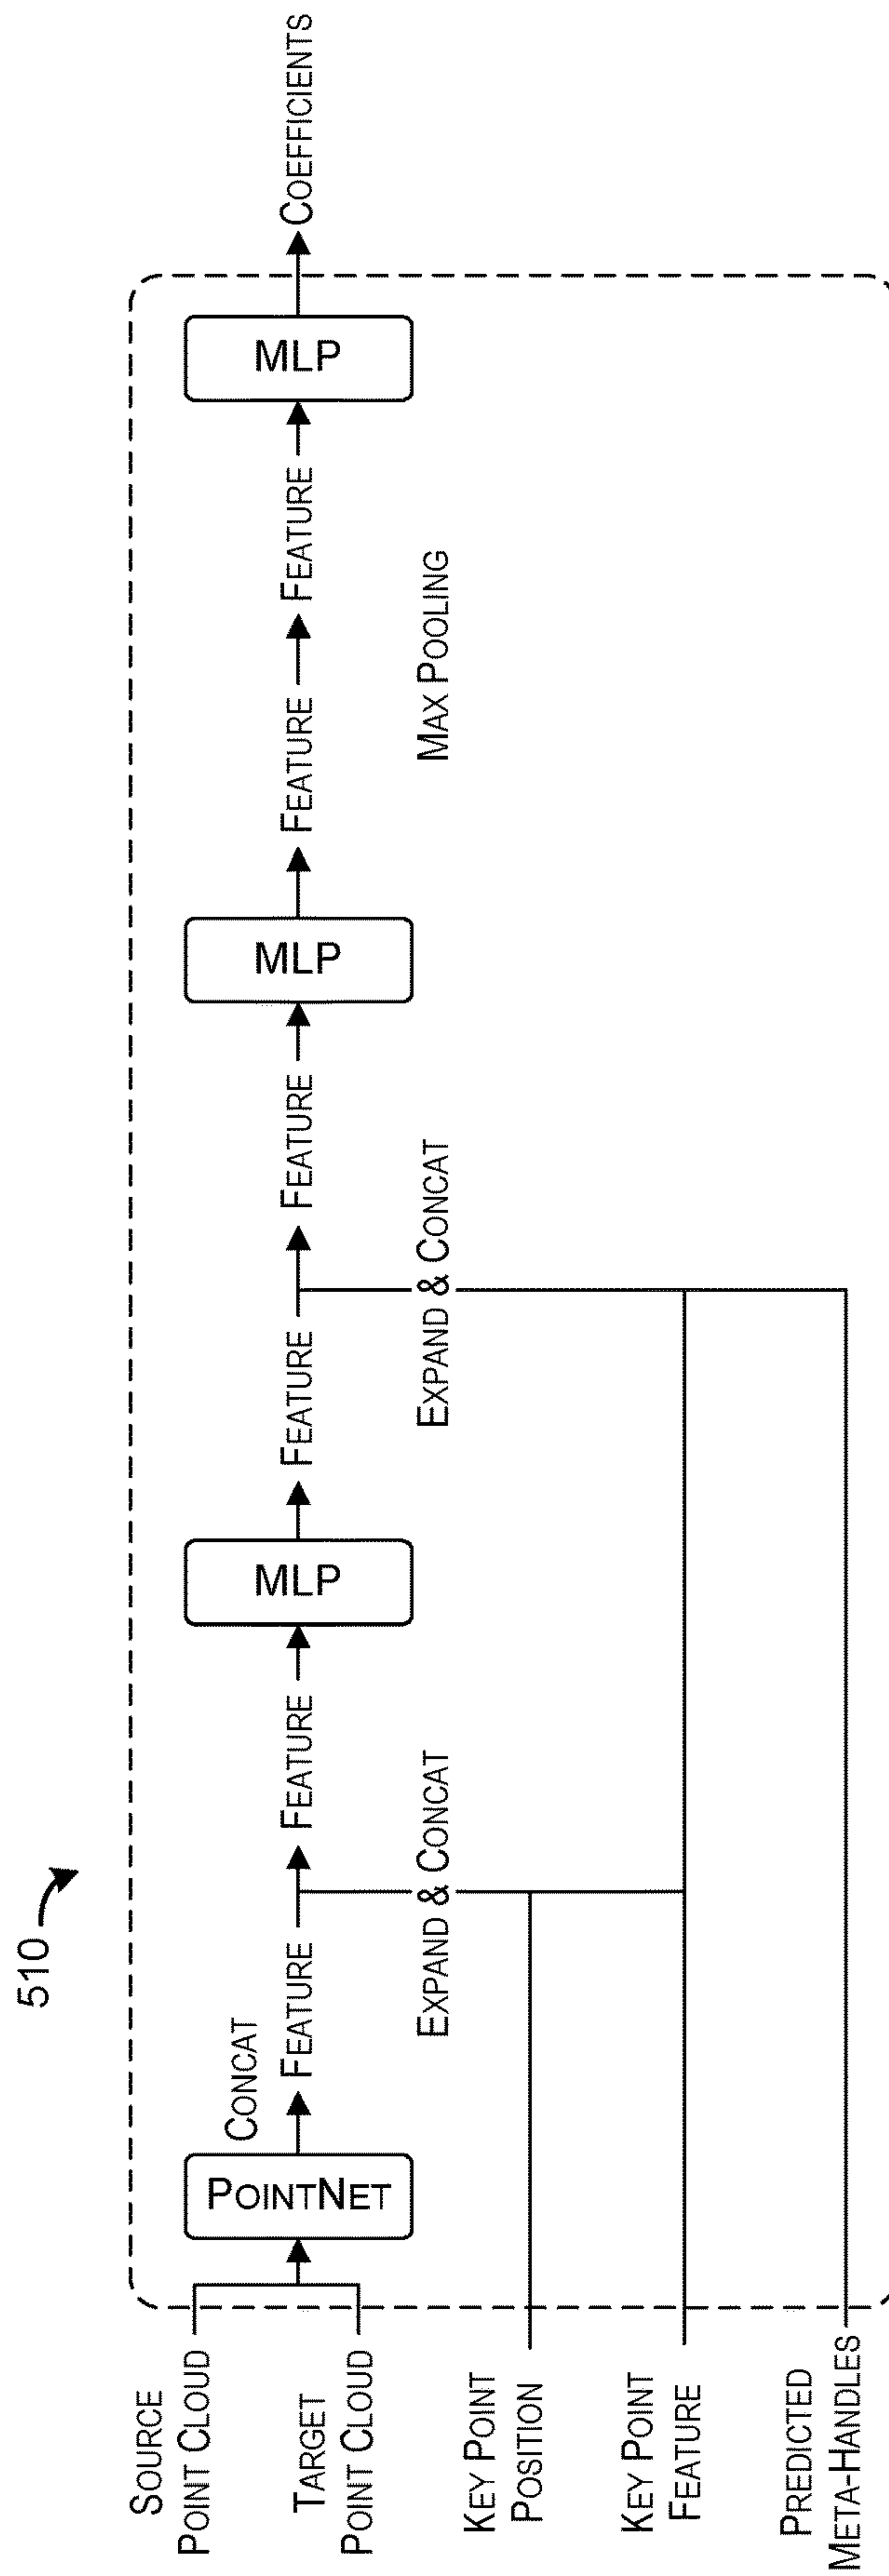 510
SOURCE
POINT CLOUD
TARGET
POINT CLOUD
KEY POINT
POSITION
KEY POINT
FEATURE
PREDICTED
META-HANDLES
POINTNET
CONCAT
FEATURE
EXPAND & CONCAT
FEATURE
MLP
FEATURE
EXPAND & CONCAT
FEATURE
MLP
FEATURE
MAX POOLING
FEATURE
MLP
COEFFICIENTS